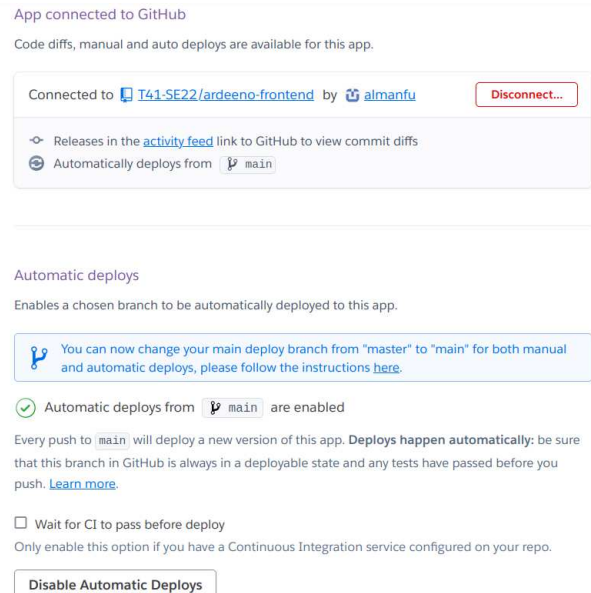 App connected to GitHub
Code diffs, manual and auto deploys are available for this app.
Connected to T41-SE22/ardeeno-frontend by almanfu
Disconnect...
Releases in the activity feed link to GitHub to view commit diffs
Automatically deploys from main
Automatic deploys
Enables a chosen branch to be automatically deployed to this app.
You can now change your main deploy branch from "master" to "main" for both manual
and automatic deploys, please follow the instructions here.
Automatic deploys from main are enabled
Every push to main will deploy a new version of this app. Deploys happen automatically: be sure
that this branch in GitHub is always in a deployable state and any tests have passed before you
push. Learn more.
Wait for CI to pass before deploy
Only enable this option if you have a Continuous Integration service configured on your repo.
Disable Automatic Deploys